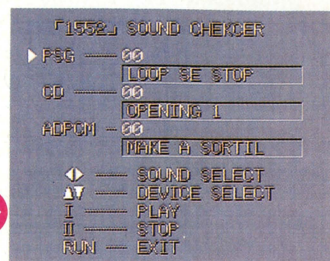 「1552」 SOUND CHEKCER
▶ PSG — 00
LOOP SE STOP
CD — 00
OPENING 1
ADPCM — 00
MAKE A SORTIL
◀▶ — SOUND SELECT
▲▼ — DEVICE SELECT
I — PLAY
II — STOP
RUN — EXIT